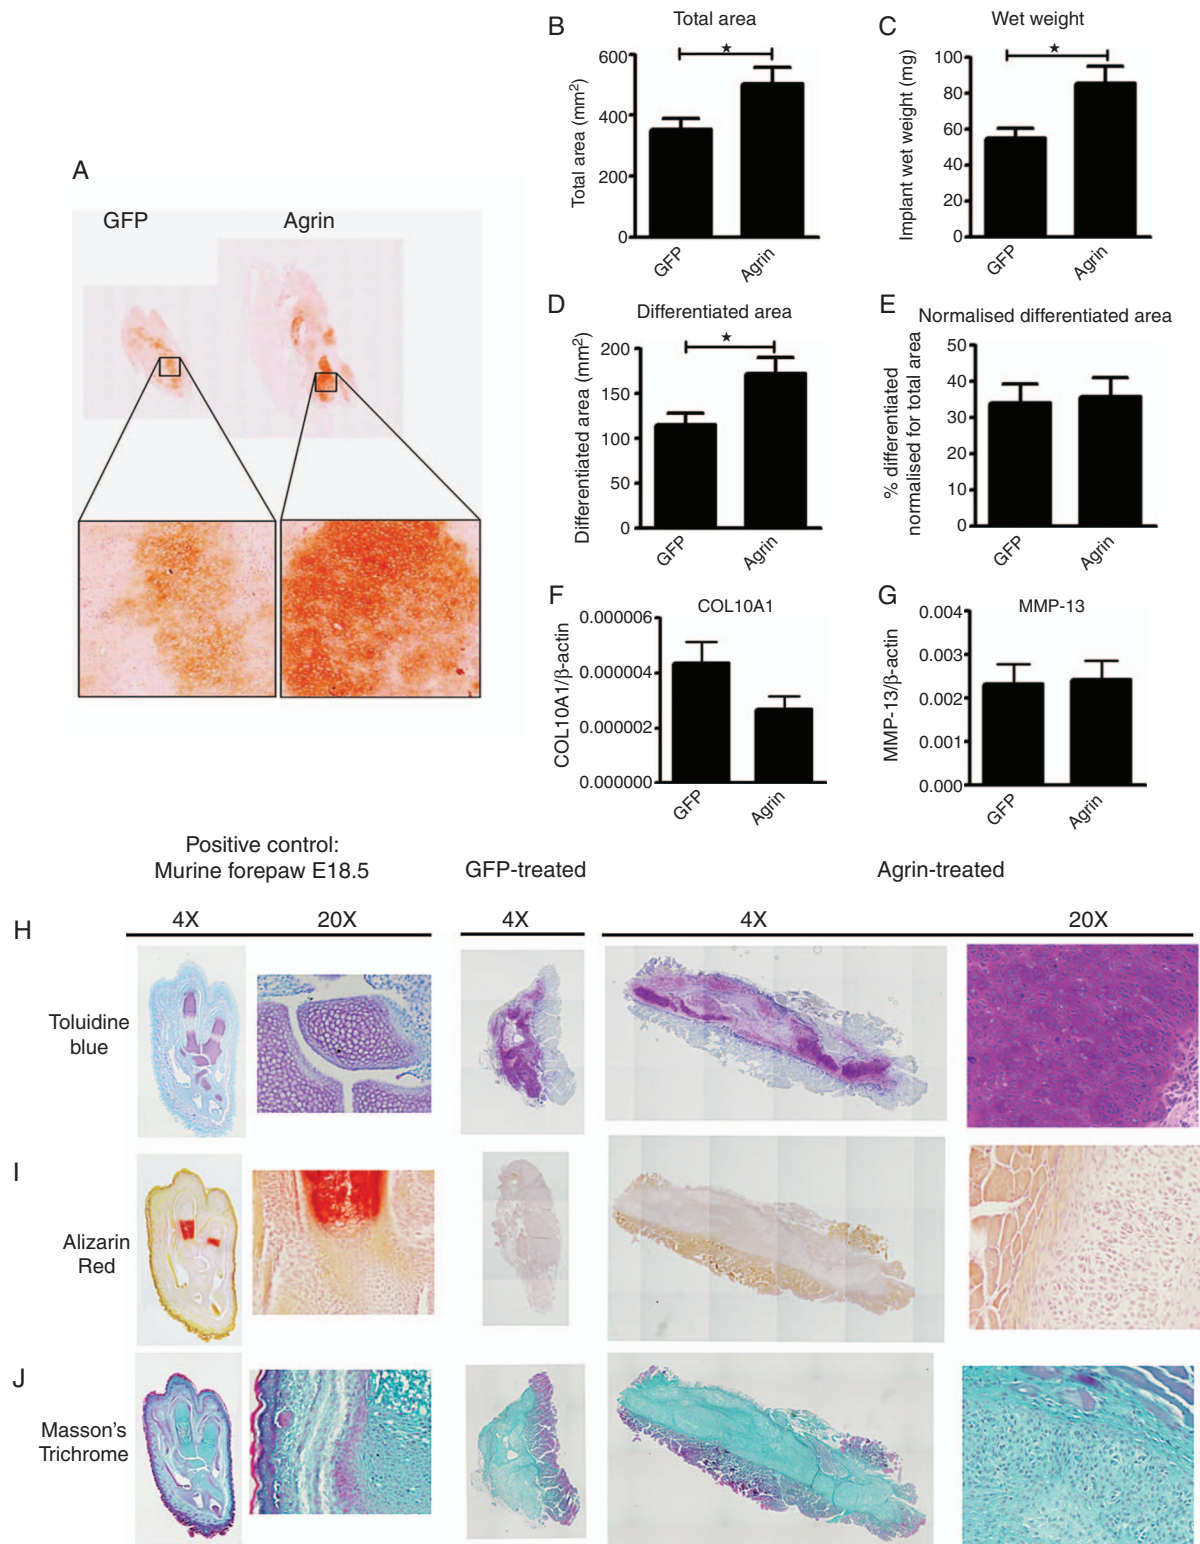 A
GFP
Agrin
B
Total area
★
Total area (mm²)
600
400
200
0
GFP
Agrin
C
Wet weight
★
Implant wet weight (mg)
100
80
60
40
20
0
GFP
Agrin
D
Differentiated area
★
Differentiated area (mm²)
200
150
100
50
0
GFP
Agrin
E
Normalised differentiated area
% differentiated
normalised for total area
50
40
30
20
10
0
GFP
Agrin
F
COL10A1
COL10A1/β-actin
0.000006
0.000004
0.000002
0.000000
GFP
Agrin
G
MMP-13
MMP-13/β-actin
0.004
0.003
0.002
0.001
0.000
GFP
Agrin
Positive control:
Murine forepaw E18.5
GFP-treated
Agrin-treated
4X
20X
4X
4X
20X
H
Toluidine
blue
I
Alizarin
Red
J
Masson's
Trichrome